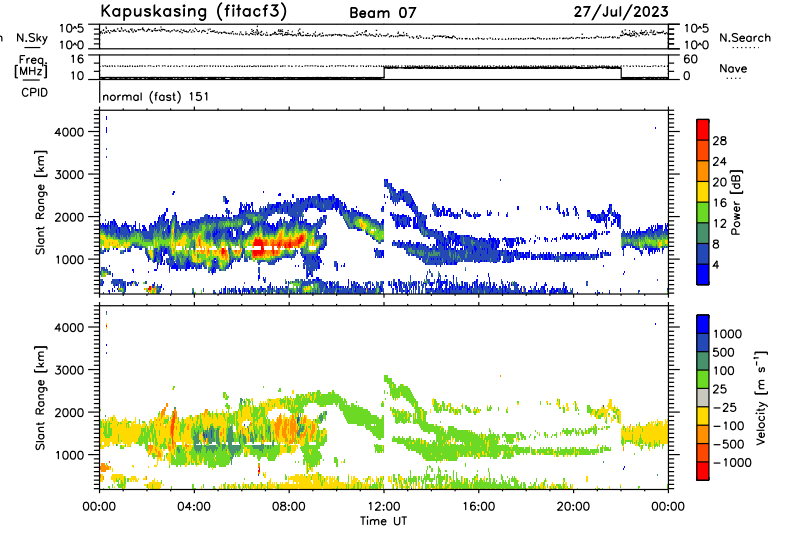 Kapuskasing (fitacf3) Beam 07 27/Jul/2023
N.Sky 10^5 10^5 N.Search
10^0 10^0
Freq. 16 60
[MHz] 10 0 Nave
CPID normal (fast) 151
4000
3000
2000
1000
Slant Range [km]
28
24
20
16
12
8
4
Power [dB]
4000
3000
2000
1000
Slant Range [km]
1000
500
100
25
-25
-100
-500
-1000
Velocity [m s⁻¹]
00:00 04:00 08:00 12:00 16:00 20:00 00:00
Time UT